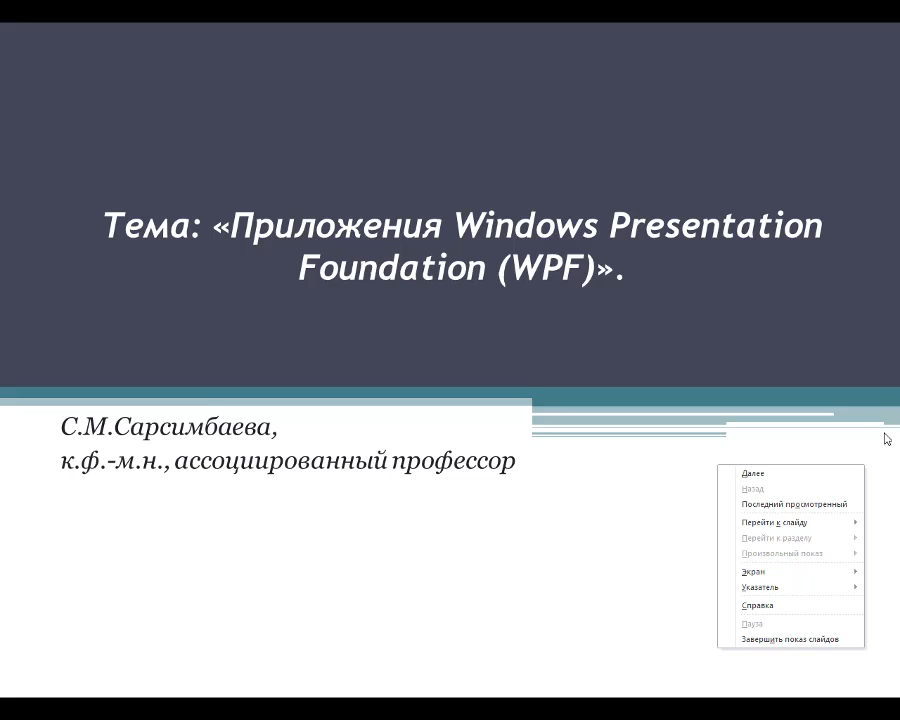 Тема: «Приложения Windows Presentation
Foundation (WPF)».
С.М.Сарсимбаева,
к.ф.-м.н., ассоциированный профессор
Далее
Назад
Последний просмотренный
Перейти к слайду
Перейти к разделу
Произвольный показ
Экран
Указатель
Справка
Пауза
Завершить показ слайдов